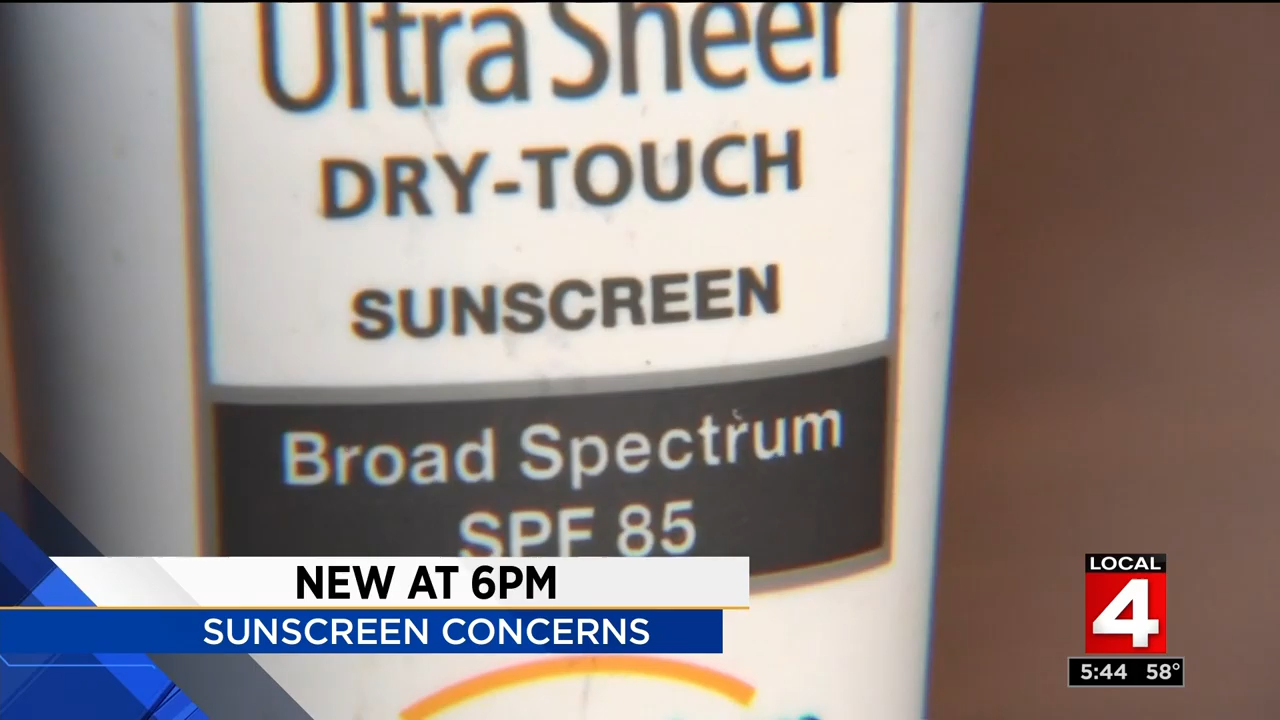 Ultra Sheer
DRY-TOUCH
SUNSCREEN
Broad Spectrum
SPF 85
NEW AT 6PM
SUNSCREEN CONCERNS
LOCAL
4
5:44 58°